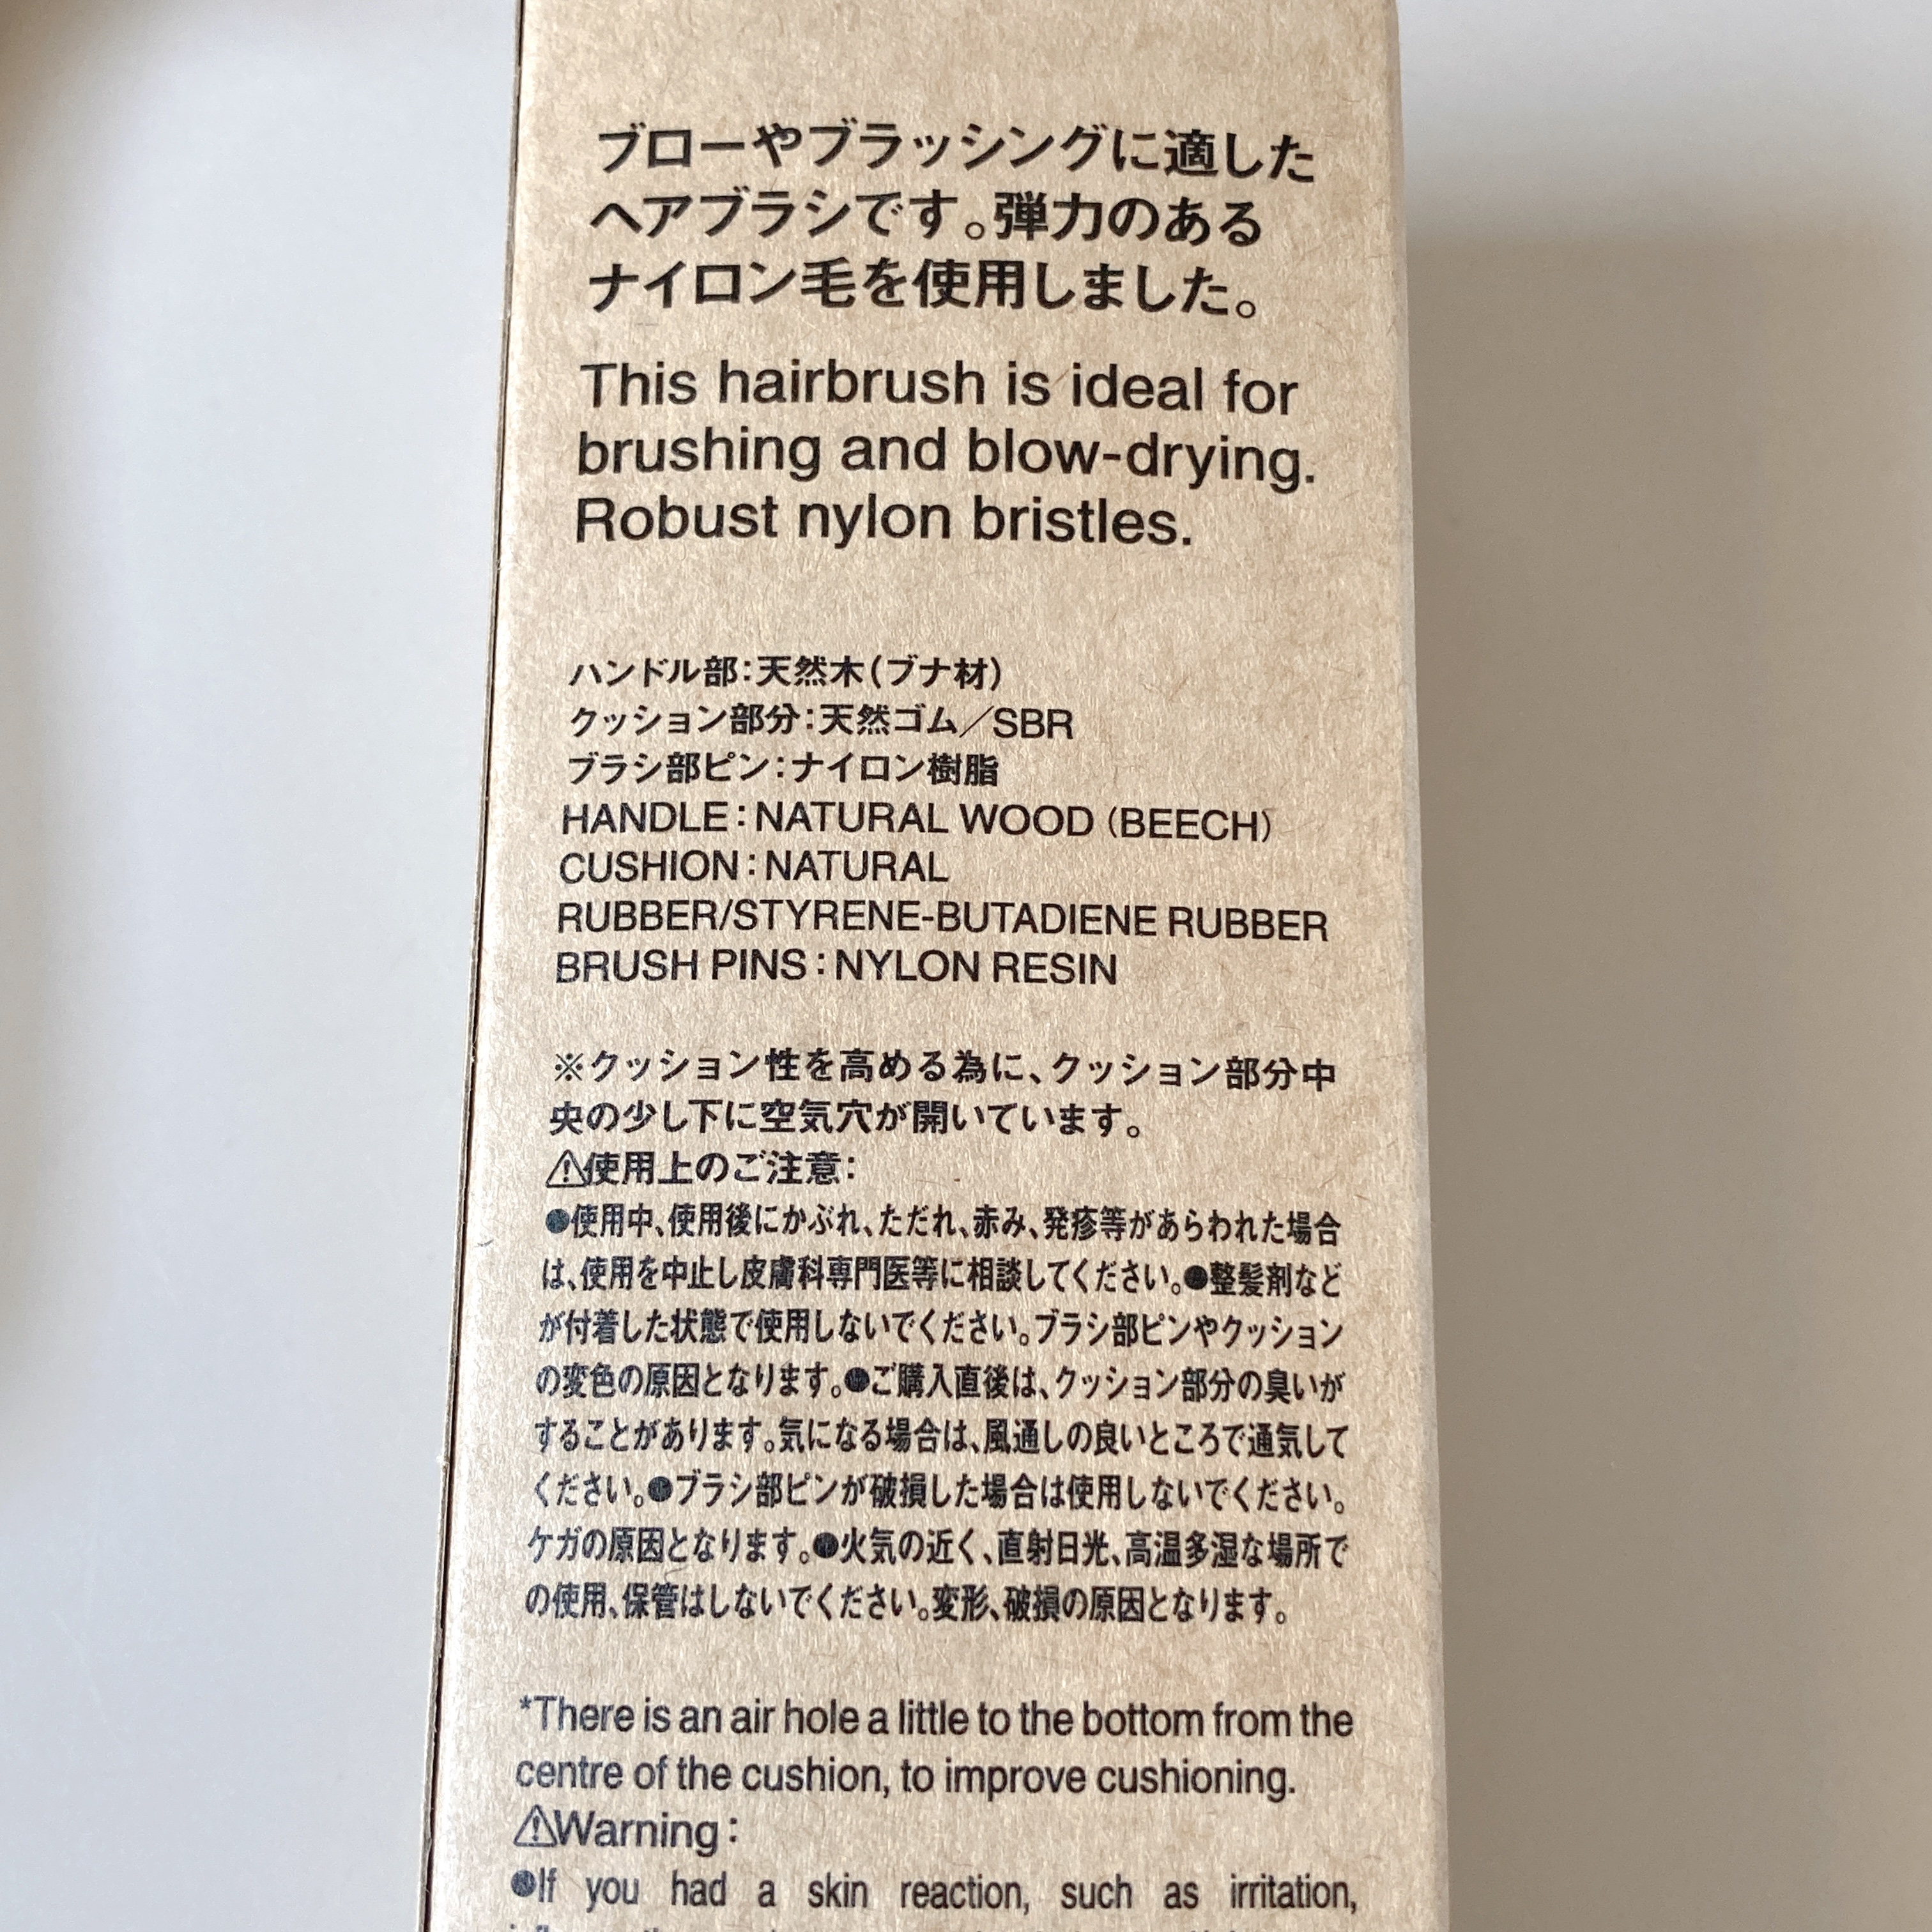 ブローやブラッシングに適した
ヘアブラシです。弾力のある
ナイロン毛を使用しました。
This hairbrush is ideal for
brushing and blow-drying.
Robust nylon bristles.
ハンドル部:天然木(ブナ材)
クッション部分:天然ゴム/SBR
ブラシ部ピン:ナイロン樹脂
HANDLE:NATURAL WOOD (BEECH)
CUSHION:NATURAL
RUBBER/STYRENE-BUTADIENE RUBBER
BRUSH PINS:NYLON RESIN
※クッション性を高める為に、クッション部分中
央の少し下に空気穴が開いています。
⚠使用上のご注意:
●使用中、使用後にかぶれ、ただれ、赤み、発疹等があらわれた場合
は、使用を中止し皮膚科専門医等に相談してください。●整髪剤など
が付着した状態で使用しないでください。ブラシ部ピンやクッション
の変色の原因となります。●ご購入直後は、クッション部分の臭いが
することがあります。気になる場合は、風通しの良いところで通気して
ください。●ブラシ部ピンが破損した場合は使用しないでください。
ケガの原因となります。●火気の近く、直射日光、高温多湿な場所で
の使用、保管はしないでください。変形、破損の原因となります。
*There is an air hole a little to the bottom from the
centre of the cushion, to improve cushioning.
⚠Warning:
●If you had a skin reaction, such as irritation,